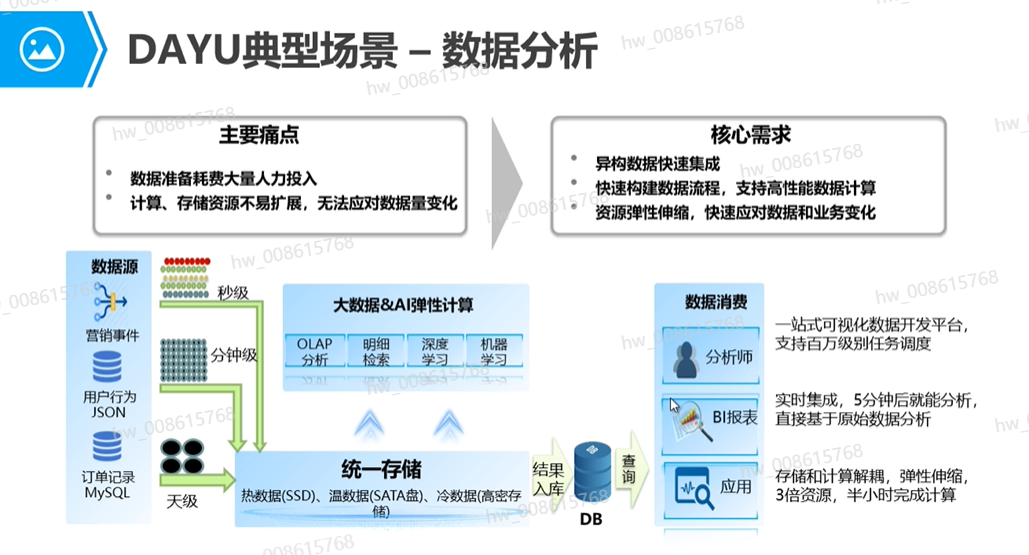 DAYU典型场景 – 数据分析
主要痛点
数据准备耗费大量人力投入
计算、存储资源不易扩展，无法应对数据量变化
核心需求
异构数据快速集成
快速构建数据流程，支持高性能数据计算
资源弹性伸缩，快速应对数据和业务变化
数据源
营销事件
用户行为
JSON
订单记录
MySQL
秒级
分钟级
天级
大数据&AI弹性计算
OLAP
分析
明细
检索
深度
学习
机器
学习
统一存储
热数据(SSD)、温数据(SATA盘)、冷数据(高密存
储)
结果
入库
DB
查
询
数据消费
分析师
BI报表
应用
一站式可视化数据开发平台，
支持百万级别任务调度
实时集成，5分钟后就能分析，
直接基于原始数据分析
存储和计算解耦，弹性伸缩，
3倍资源，半小时完成计算
hw_008615768
hw_008615768
hw_008615768
hw_008615768
hw_008615768
hw_008615768
hw_008615768
hw_008615768
hw_008615768
hw_008615768
hw_008615768